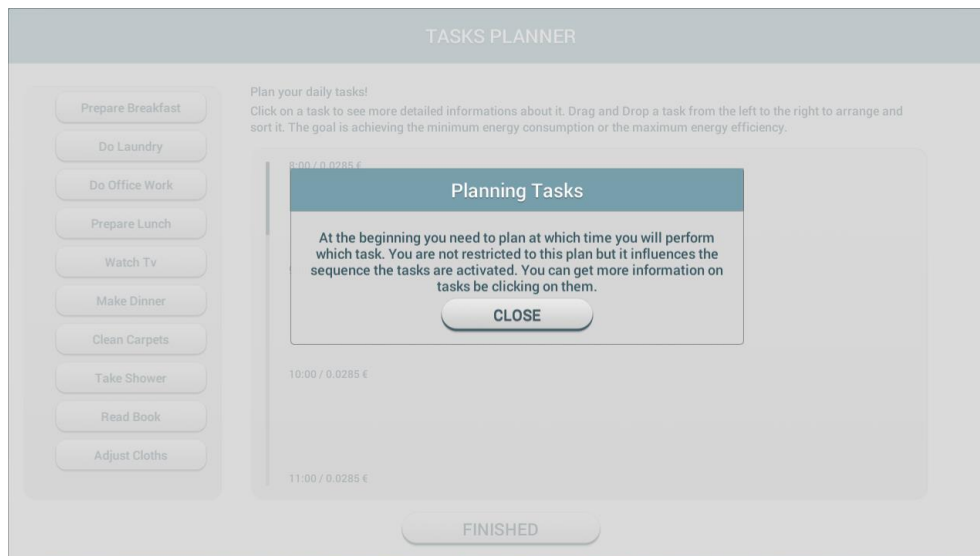 TASKS PLANNER
Plan your daily tasks!
Click on a task to see more detailed informations about it. Drag and Drop a task from the left to the right to arrange and
sort it. The goal is achieving the minimum energy consumption or the maximum energy efficiency.
Prepare Breakfast
Do Laundry
Do Office Work
Prepare Lunch
Watch Tv
Make Dinner
Clean Carpets
Take Shower
Read Book
Adjust Cloths
8:00 / 0.0285 €
Planning Tasks
At the beginning you need to plan at which time you will perform
which task. You are not restricted to this plan but it influences the
sequence the tasks are activated. You can get more information on
tasks be clicking on them.
CLOSE
10:00 / 0.0285 €
11:00 / 0.0285 €
FINISHED